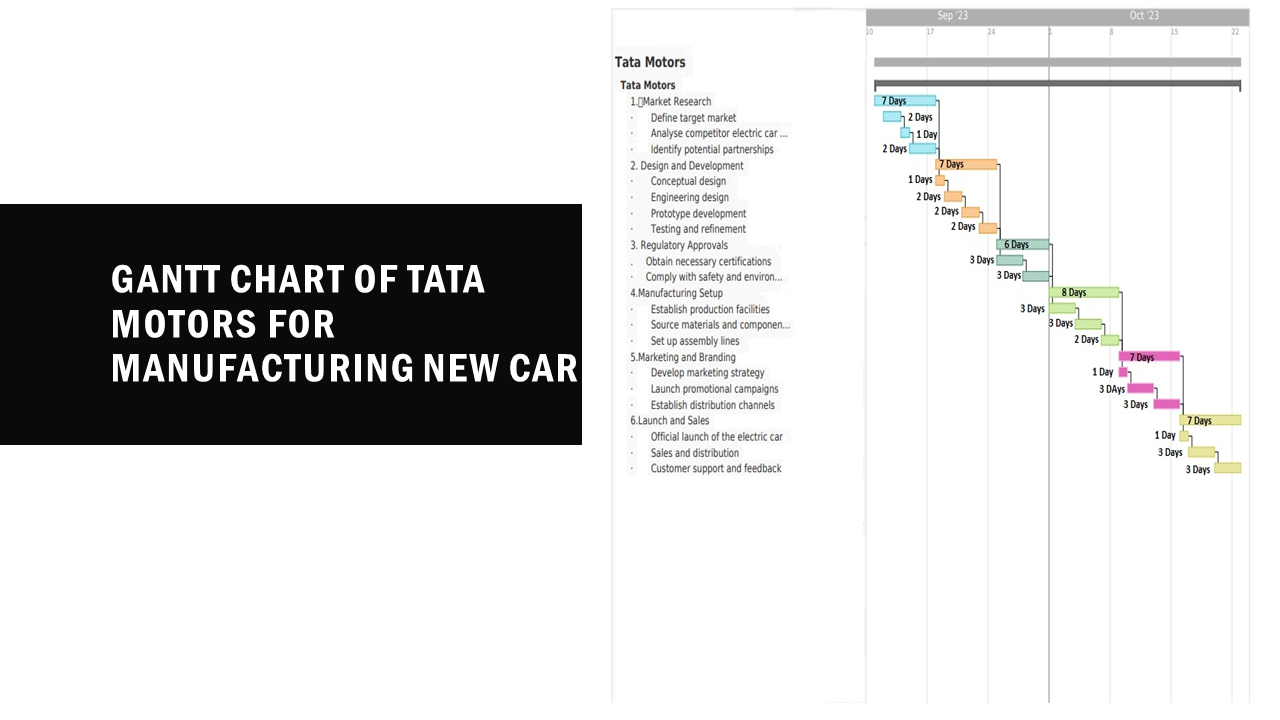 GANTT CHART OF TATA
MOTORS FOR
MANUFACTURING NEW CAR
Sep '23 Oct '23
10 17 24 1 8 15 22
Tata Motors
Tata Motors
1.▯Market Research 7 Days
· Define target market 2 Days
· Analyse competitor electric car ... 1 Day
· Identify potential partnerships 2 Days
2. Design and Development 7 Days
· Conceptual design 1 Days
· Engineering design 2 Days
· Prototype development 2 Days
· Testing and refinement 2 Days
3. Regulatory Approvals 6 Days
. Obtain necessary certifications 3 Days
· Comply with safety and environ... 3 Days
4.Manufacturing Setup 8 Days
· Establish production facilities 3 Days
· Source materials and componen... 3 Days
· Set up assembly lines 2 Days
5.Marketing and Branding 7 Days
· Develop marketing strategy 1 Day
· Launch promotional campaigns 3 DAys
· Establish distribution channels 3 Days
6.Launch and Sales 7 Days
· Official launch of the electric car 1 Day
· Sales and distribution 3 Days
· Customer support and feedback 3 Days